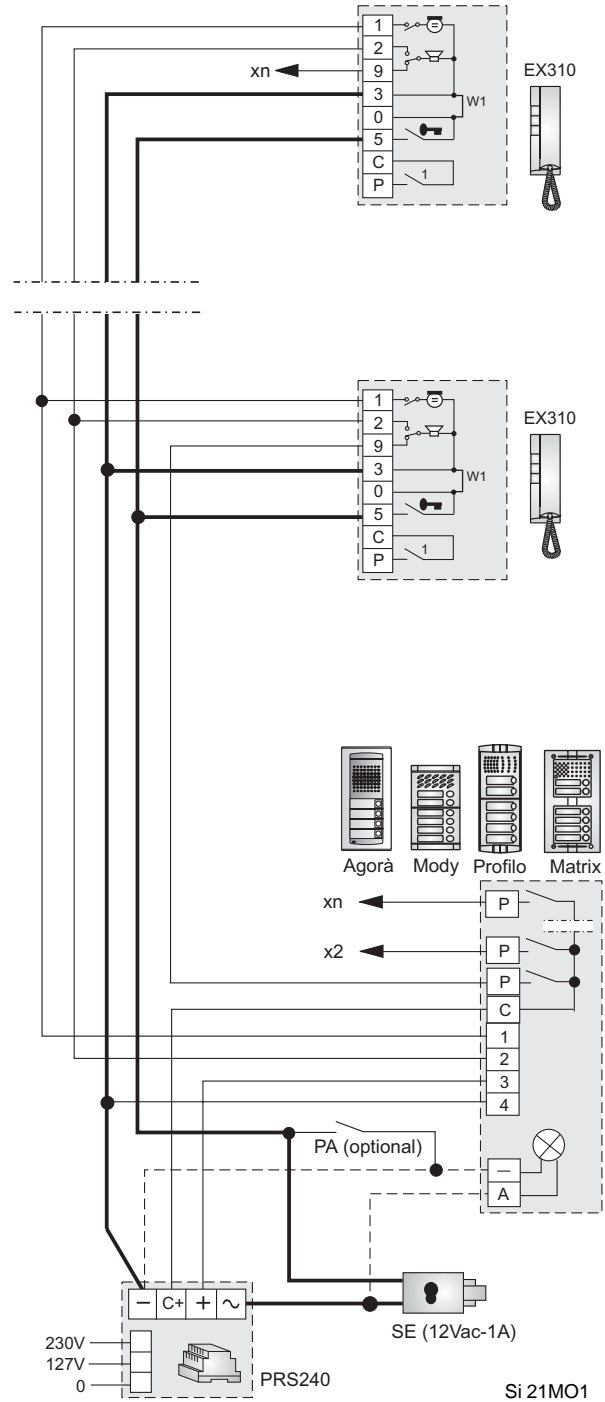 1
2
xn 9
3
0
5
C
P
W1
1
EX310
1
2
9
3
0
5
C
P
W1
1
EX310
Agorà Mody Profilo Matrix
xn P
x2 P
P
C
1
2
3
4
PA (optional)
—
A
− C+ + ~
SE (12Vac-1A)
230V
127V
0
PRS240
Si 21MO1